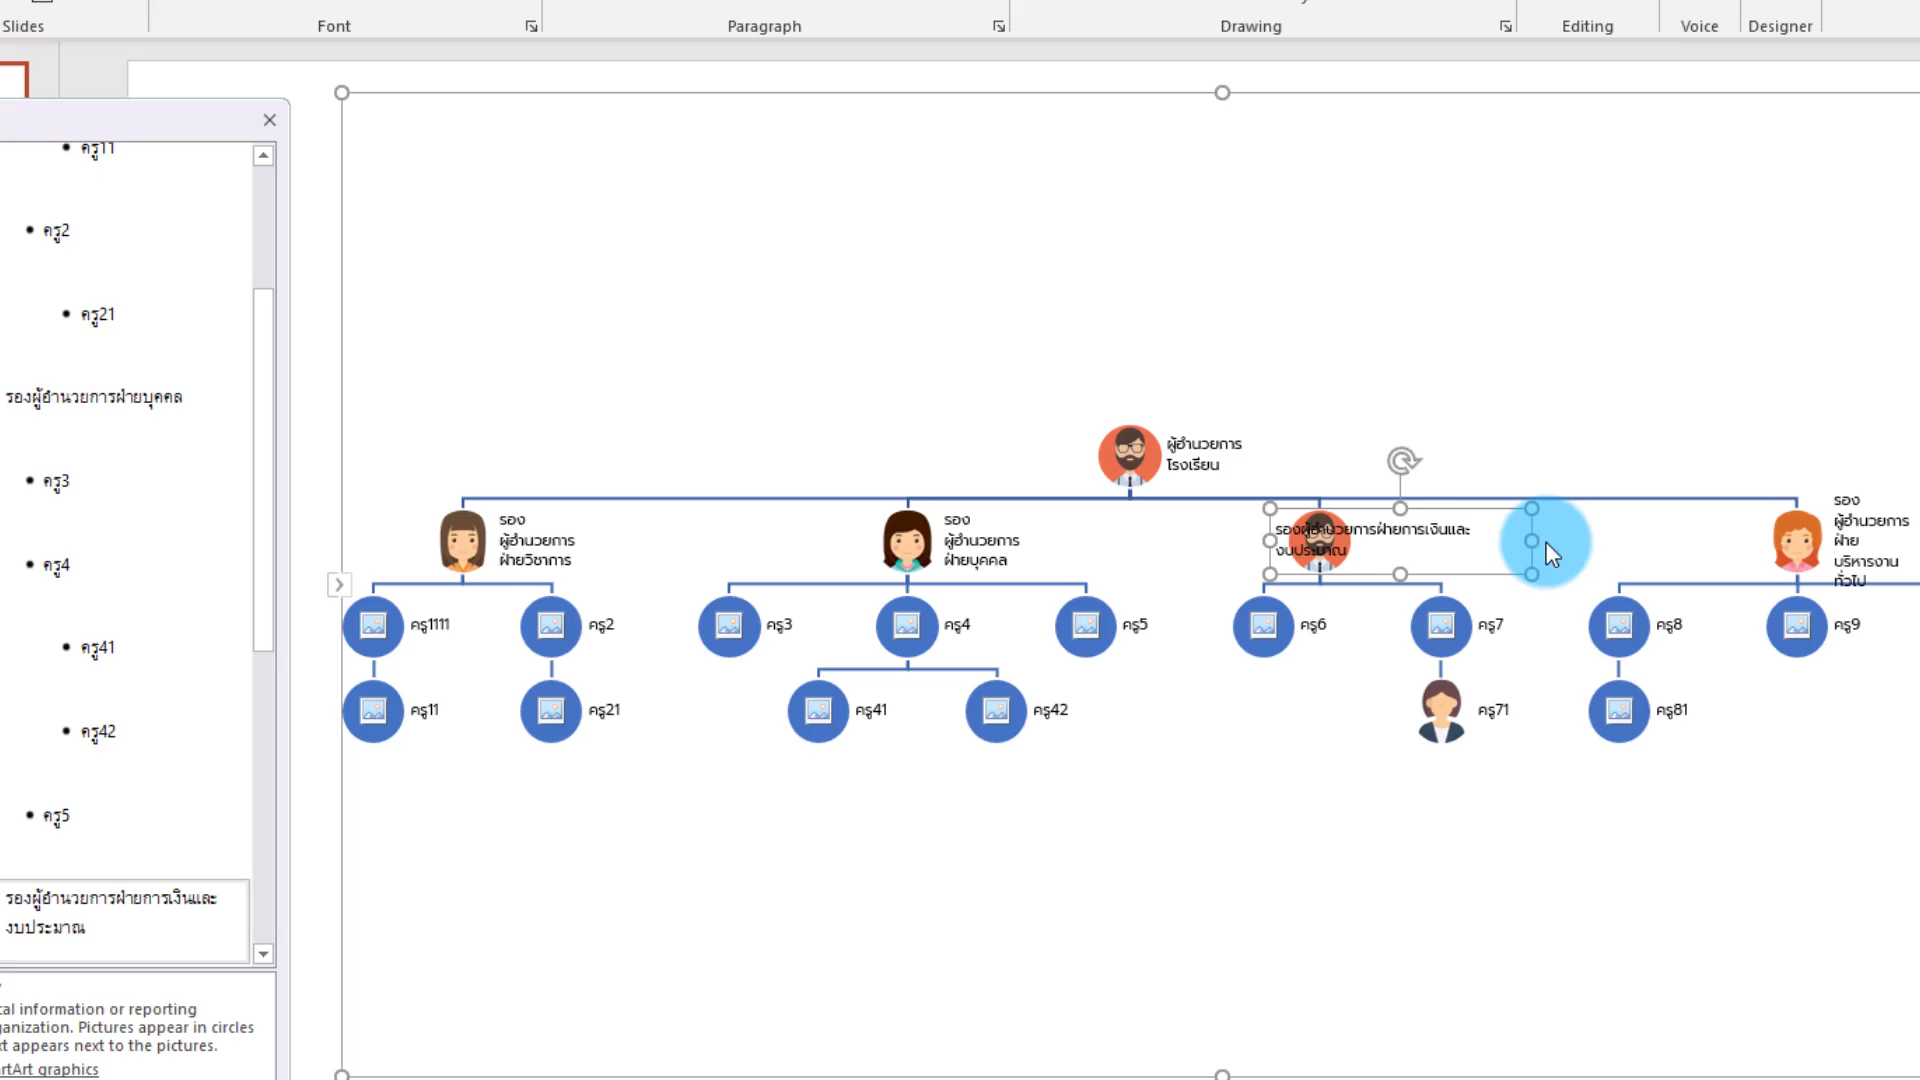 Slides
Font
Paragraph
Drawing
Editing
Voice
Designer
ครู11
ครู2
ครู21
รองผู้อำนวยการฝ่ายบุคคล
ครู3
ครู4
ครู41
ครู42
ครู5
รองผู้อำนวยการฝ่ายการเงินและ
งบประมาณ
cal information or reporting
ganization. Pictures appear in circles
xt appears next to the pictures.
rtArt graphics
ผู้อำนวยการ
โรงเรียน
รอง
ผู้อำนวยการ
ฝ่ายวิชาการ
รอง
ผู้อำนวยการ
ฝ่ายบุคคล
รองผู้อำนวยการฝ่ายการเงินและ
งบประมาณ
รอง
ผู้อำนวยการ
ฝ่าย
บริหารงาน
ทั่วไป
ครู1111
ครู2
ครู3
ครู4
ครู5
ครู6
ครู7
ครู8
ครู9
ครู11
ครู21
ครู41
ครู42
ครู71
ครู81